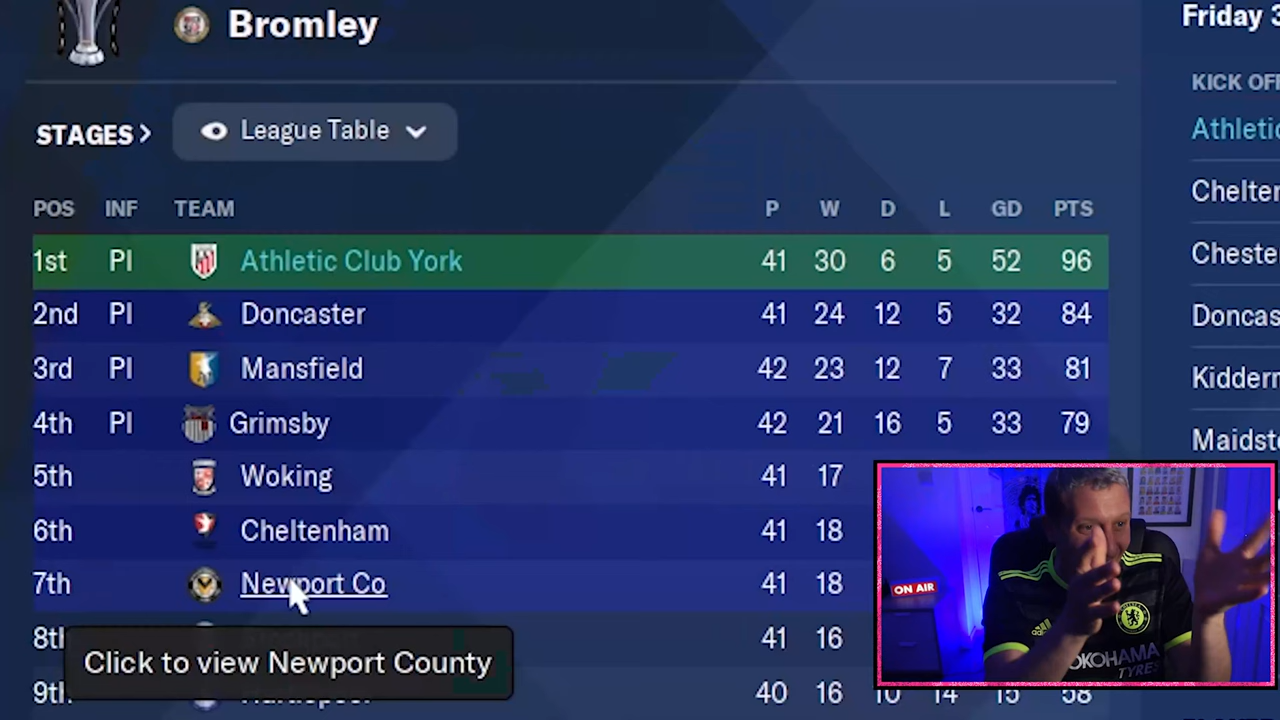 Bromley
Friday 3
STAGES
League Table
KICK OF
Athletic
POS INF TEAM P W D L GD PTS
Chelter
1st PI Athletic Club York 41 30 6 5 52 96
Cheste
2nd PI Doncaster 41 24 12 5 32 84
Doncas
3rd PI Mansfield 42 23 12 7 33 81
Kidderm
4th PI Grimsby 42 21 16 5 33 79
Maidsto
5th Woking 41 17
6th Cheltenham 41 18
7th Newport Co 41 18
ON AIR
8th 41 16
Click to view Newport County
YOKOHAMA
TYRES
9th 40 16 10 14 15 58